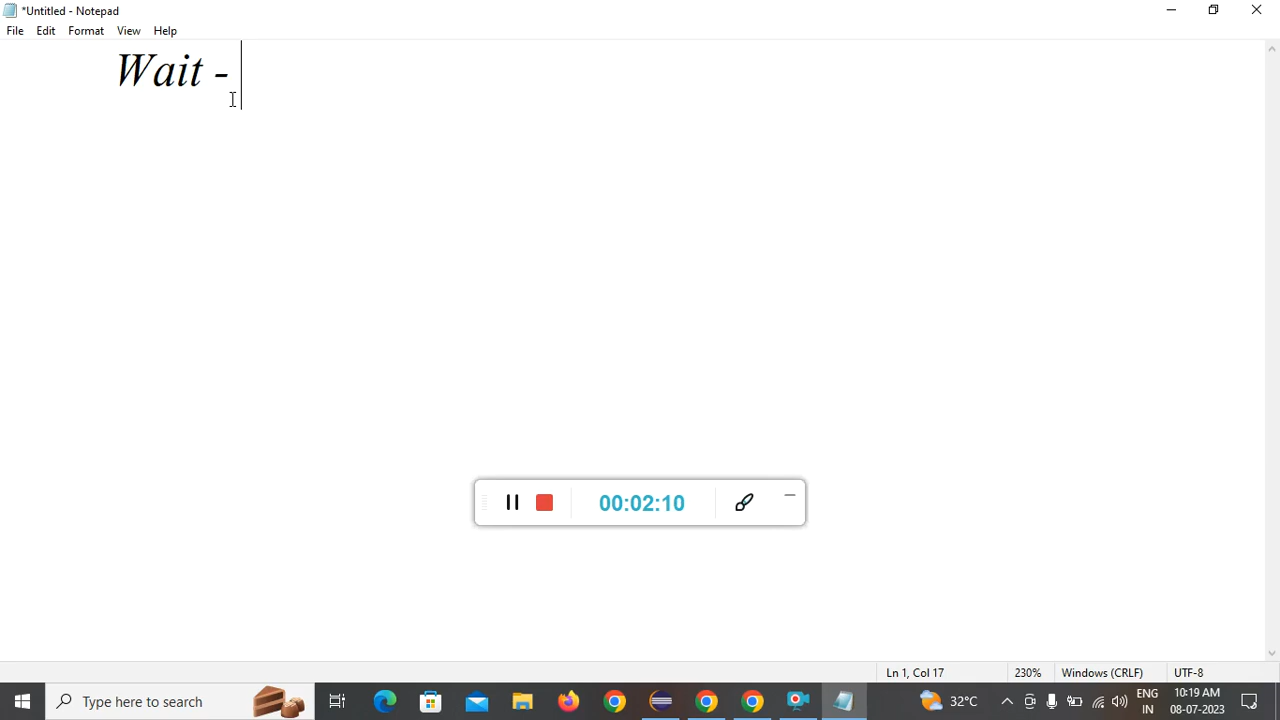 *Untitled - Notepad
File Edit Format View Help
Wait -
00:02:10
Ln 1, Col 17 230% Windows (CRLF) UTF-8
Type here to search 32°C ENG 10:19 AM
IN 08-07-2023